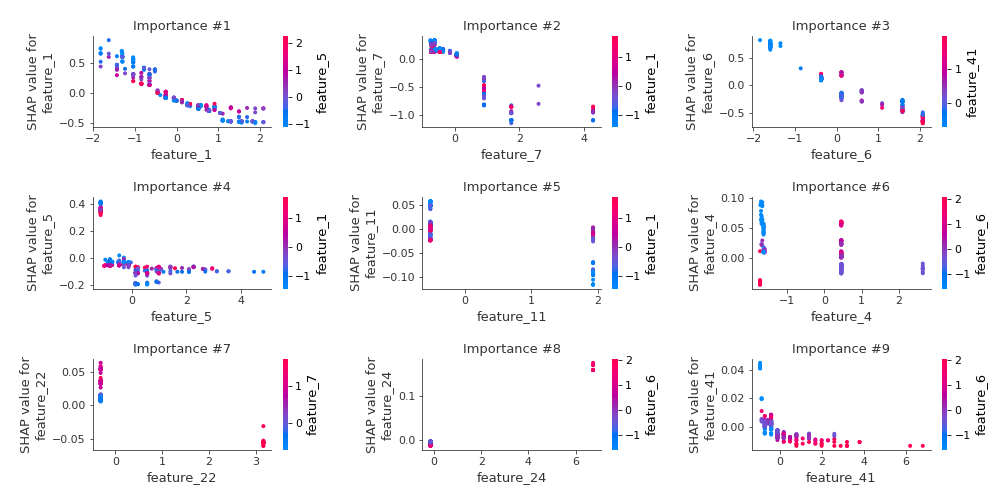 Importance #1
SHAP value for
feature_1
0.5
0.0
−0.5
−2
−1
0
1
2
feature_1
2
1
0
−1
feature_5
Importance #2
SHAP value for
feature_7
0.0
−0.5
−1.0
0
2
4
feature_7
1
0
−1
feature_1
Importance #3
SHAP value for
feature_6
0.5
0.0
−0.5
−2
−1
0
1
2
feature_6
1
0
feature_41
Importance #4
SHAP value for
feature_5
0.4
0.2
0.0
−0.2
0
2
4
feature_5
1
0
−1
feature_1
Importance #5
SHAP value for
feature_11
0.05
0.00
−0.05
−0.10
0
1
2
feature_11
1
0
−1
feature_1
Importance #6
SHAP value for
feature_4
0.10
0.05
0.00
−1
0
1
2
feature_4
2
1
0
−1
feature_6
Importance #7
SHAP value for
feature_22
0.05
0.00
−0.05
0
1
2
3
feature_22
1
0
feature_7
Importance #8
SHAP value for
feature_24
0.1
0.0
0
2
4
6
feature_24
2
1
0
−1
feature_6
Importance #9
SHAP value for
feature_41
0.04
0.02
0.00
0
2
4
6
feature_41
2
1
0
−1
feature_6